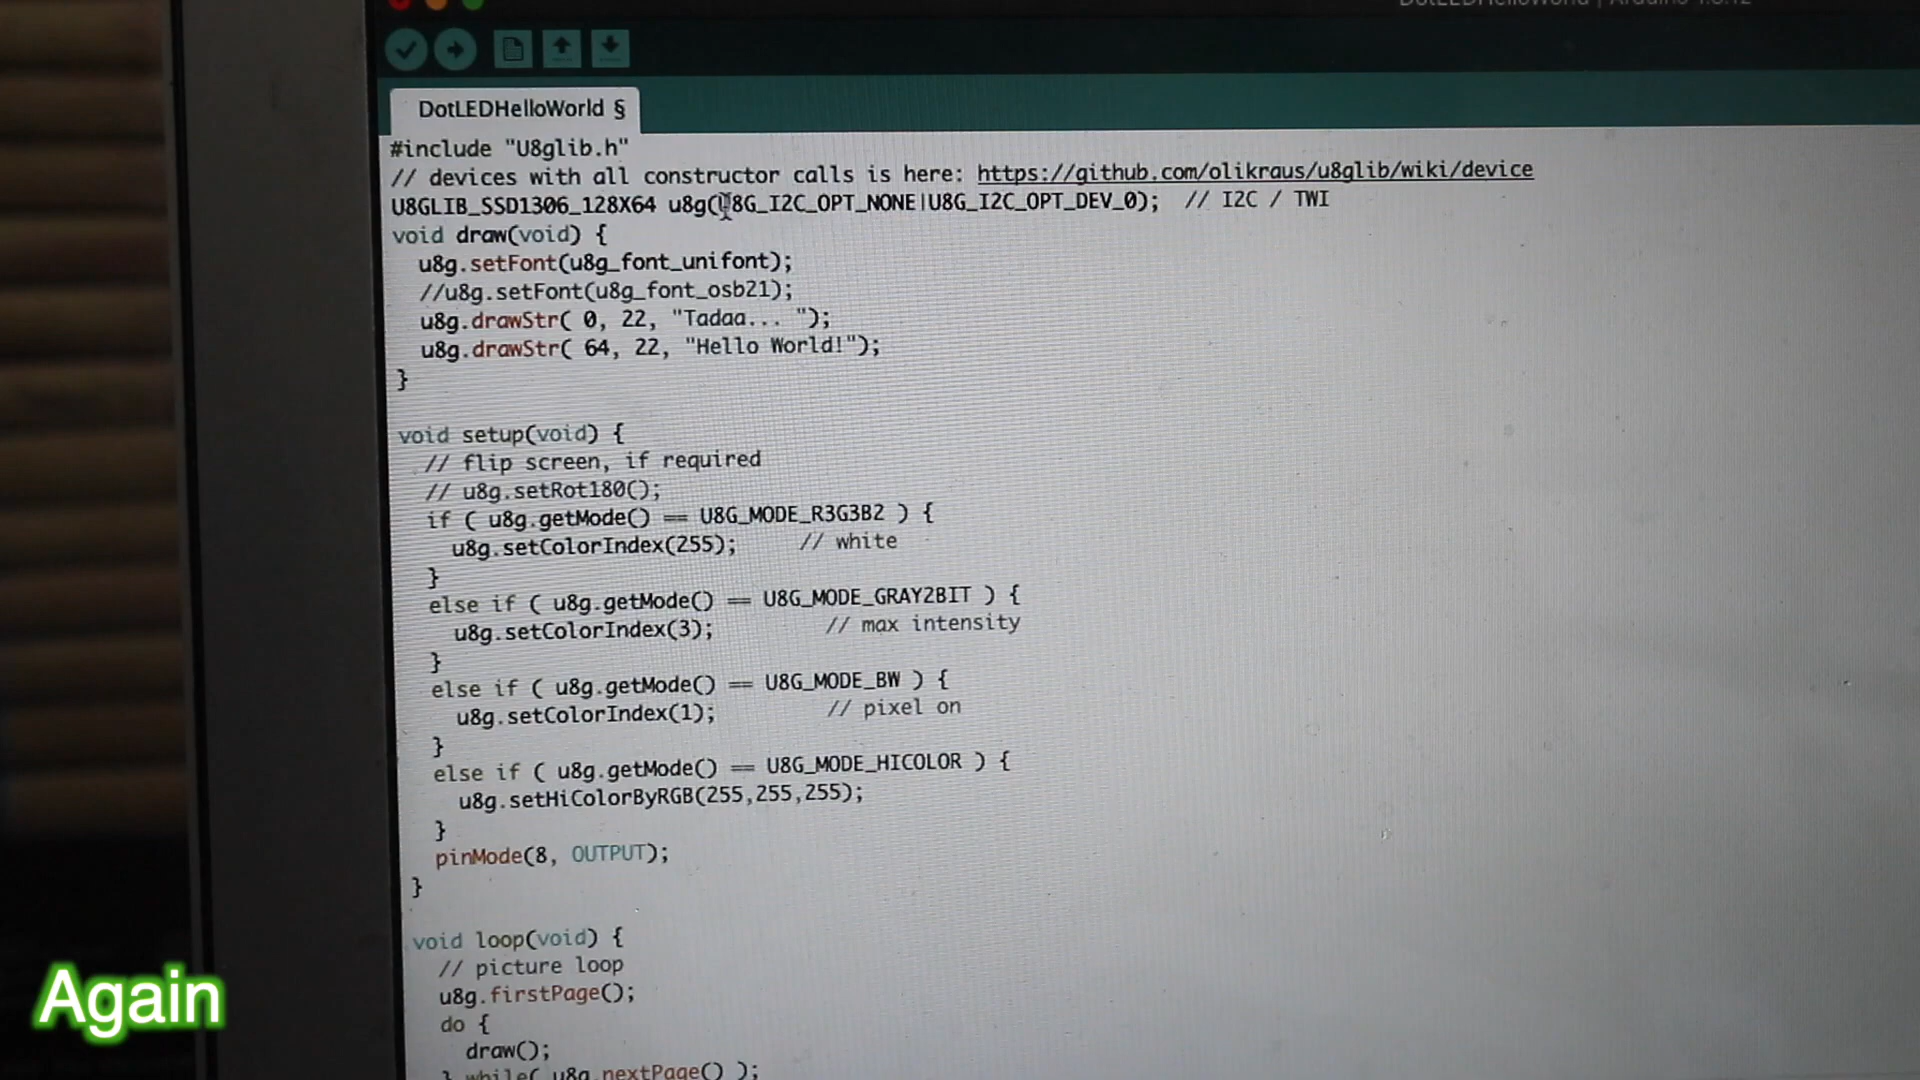 DotLEDHelloWorld §
#include "U8glib.h"
// devices with all constructor calls is here: https://github.com/olikraus/u8glib/wiki/device
U8GLIB_SSD1306_128X64 u8g(U8G_I2C_OPT_NONE|U8G_I2C_OPT_DEV_0);  // I2C / TWI
void draw(void) {
  u8g.setFont(u8g_font_unifont);
  //u8g.setFont(u8g_font_osb21);
  u8g.drawStr( 0, 22, "Tadaa... ");
  u8g.drawStr( 64, 22, "Hello World!");
}
void setup(void) {
  // flip screen, if required
  // u8g.setRot180();
  if ( u8g.getMode() == U8G_MODE_R3G3B2 ) {
    u8g.setColorIndex(255);     // white
  }
  else if ( u8g.getMode() == U8G_MODE_GRAY2BIT ) {
    u8g.setColorIndex(3);         // max intensity
  }
  else if ( u8g.getMode() == U8G_MODE_BW ) {
    u8g.setColorIndex(1);         // pixel on
  }
  else if ( u8g.getMode() == U8G_MODE_HICOLOR ) {
    u8g.setHiColorByRGB(255,255,255);
  }
  pinMode(8, OUTPUT);
}
void loop(void) {
  // picture loop
  u8g.firstPage();
  do {
    draw();
  } while( u8g.nextPage() );
Again